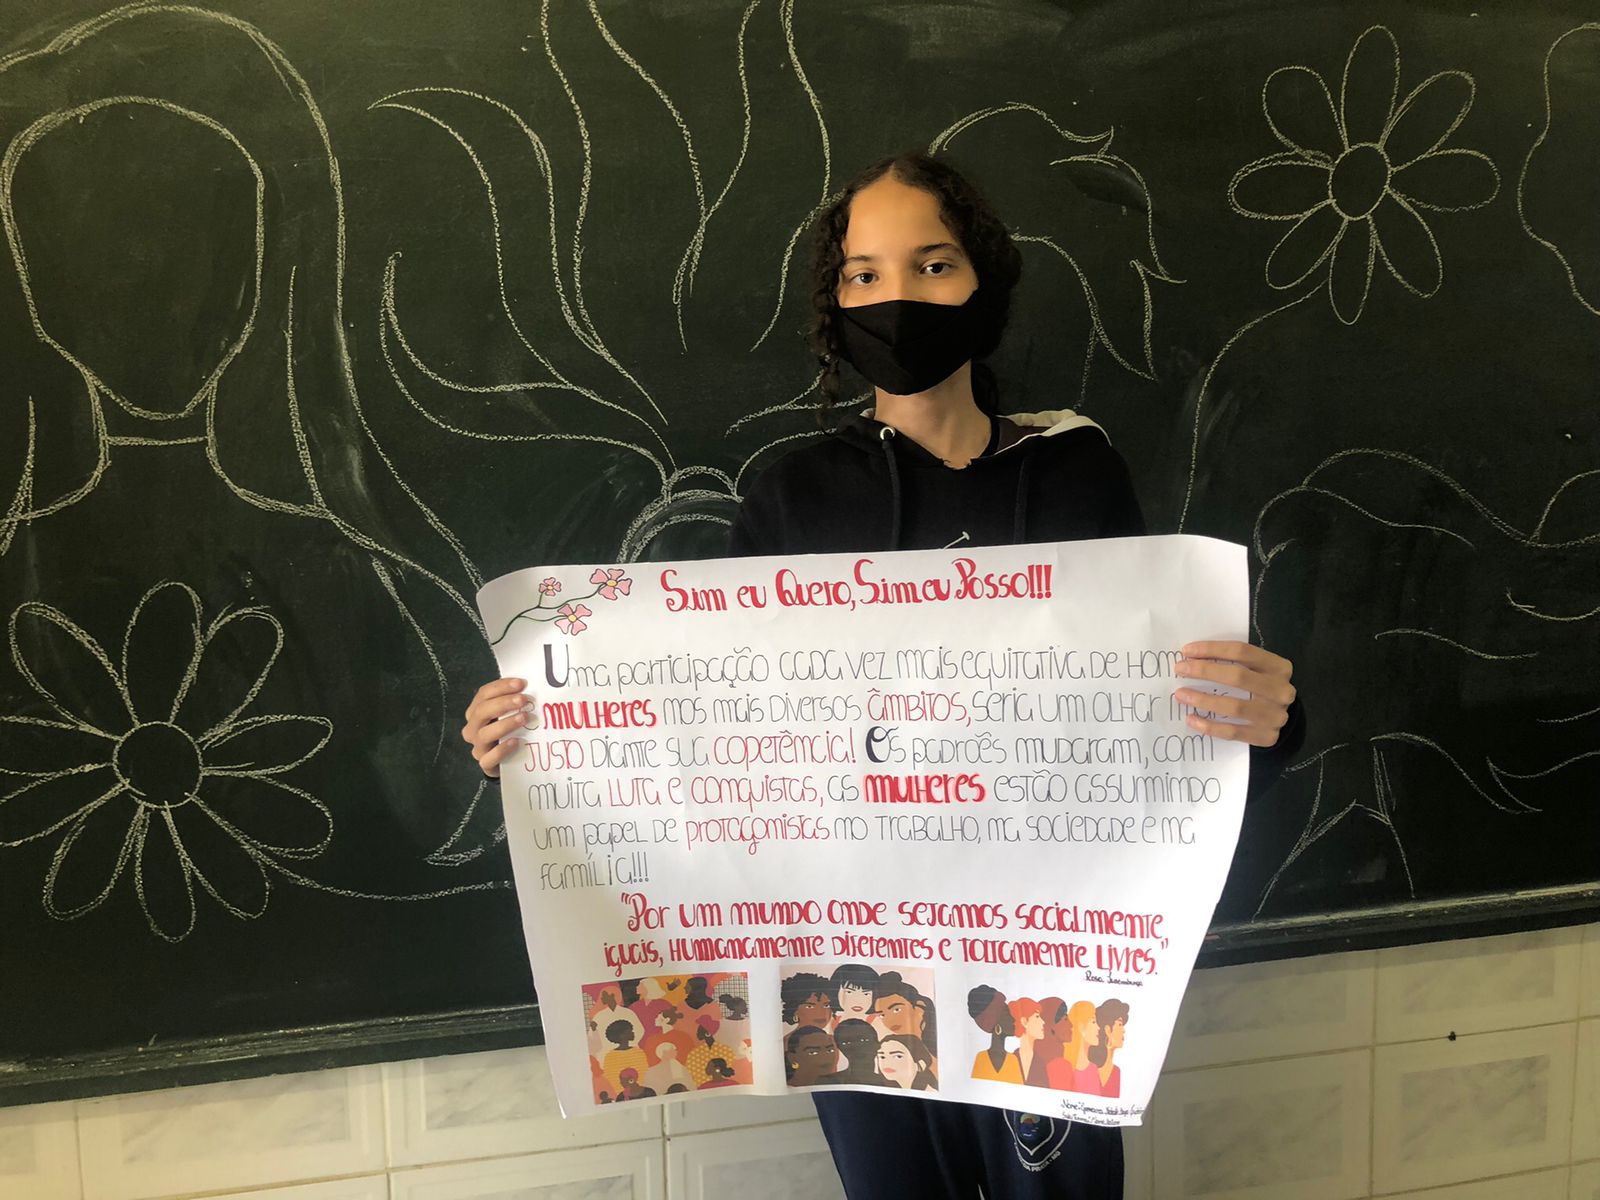 Sim eu Quero, Sim eu Posso!!!
Uma participação cada vez mais equitativa de hom
e mulheres nos mais diversos âmbitos, seria um olhar mais
justo diante sua copetência! Os padrões mudaram, com
muita luta e conquistas, as mulheres estão assumindo
um papel de protagonistas no trabalho, na sociedade e na
família!!!
"Por um mundo onde sejamos socialmente
iguais, humanamente diferentes e totalmente livres."
Rosa Luxemburgo
Nome: